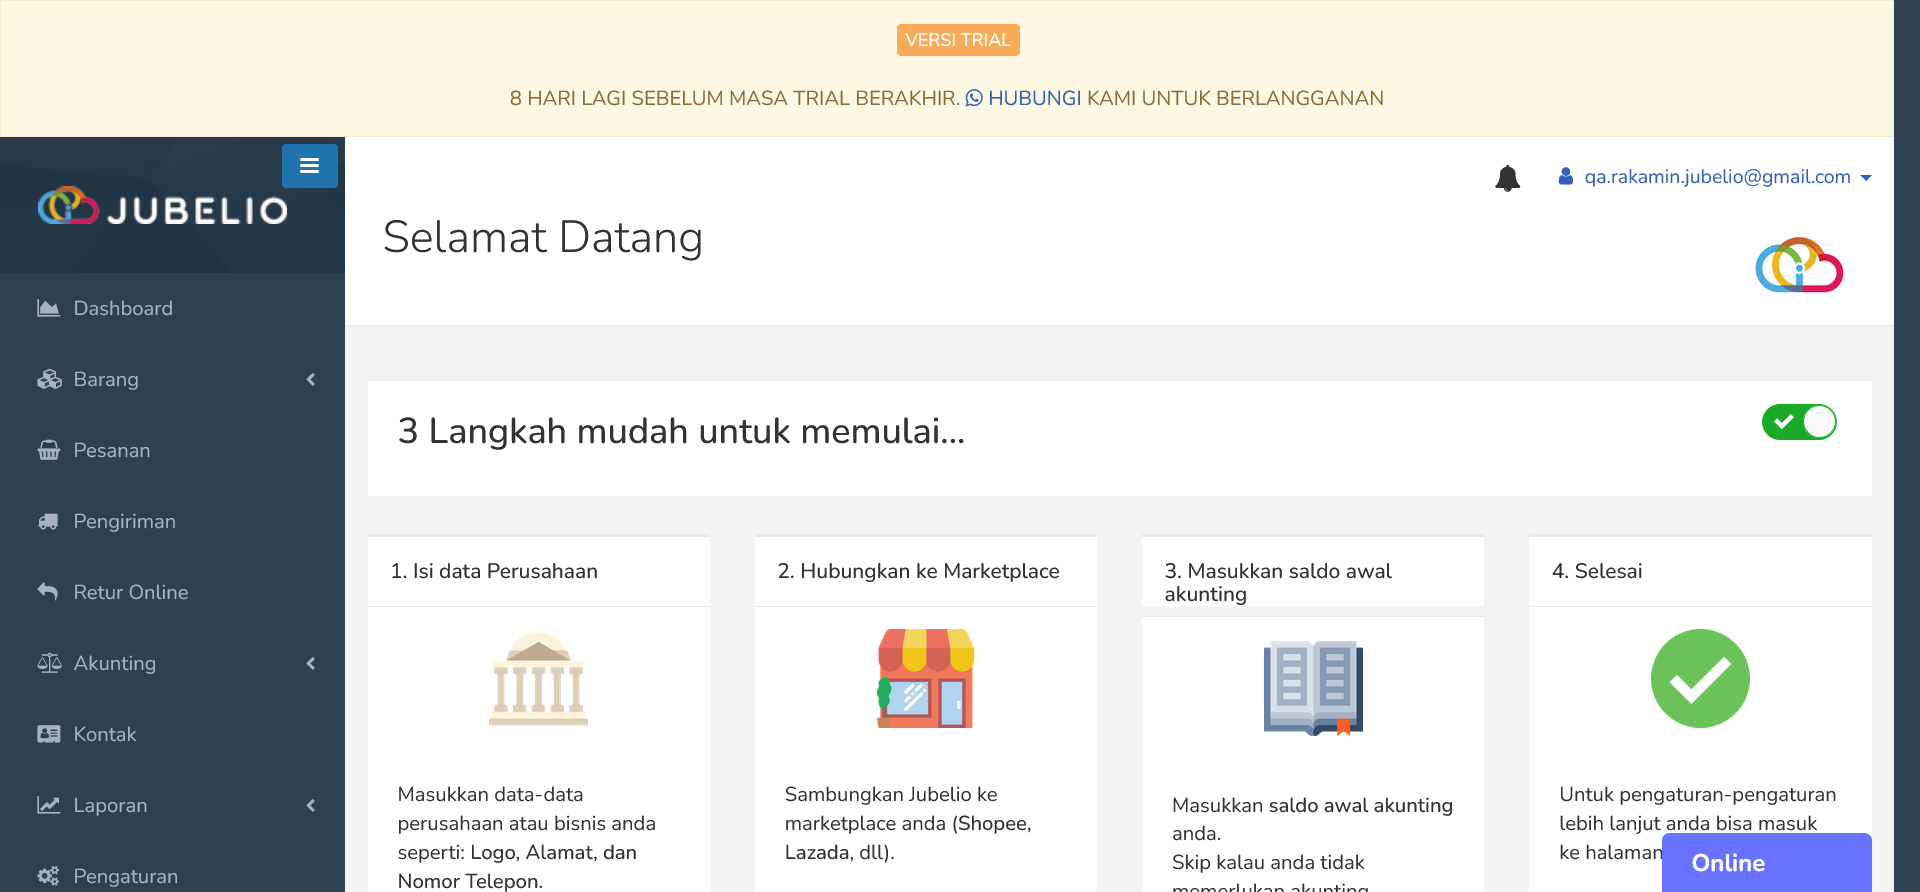 VERSI TRIAL
8 HARI LAGI SEBELUM MASA TRIAL BERAKHIR. HUBUNGI KAMI UNTUK BERLANGGANAN
JUBELIO
qa.rakamin.jubelio@gmail.com
Selamat Datang
Dashboard
Barang
Pesanan
Pengiriman
Retur Online
Akunting
Kontak
Laporan
Pengaturan
3 Langkah mudah untuk memulai...
1. Isi data Perusahaan
Masukkan data-data
perusahaan atau bisnis anda
seperti: Logo, Alamat, dan
Nomor Telepon.
2. Hubungkan ke Marketplace
Sambungkan Jubelio ke
marketplace anda (Shopee,
Lazada, dll).
3. Masukkan saldo awal
akunting
Masukkan saldo awal akunting
anda.
Skip kalau anda tidak
memerlukan akunting
4. Selesai
Untuk pengaturan-pengaturan
lebih lanjut anda bisa masuk
ke halaman
Online